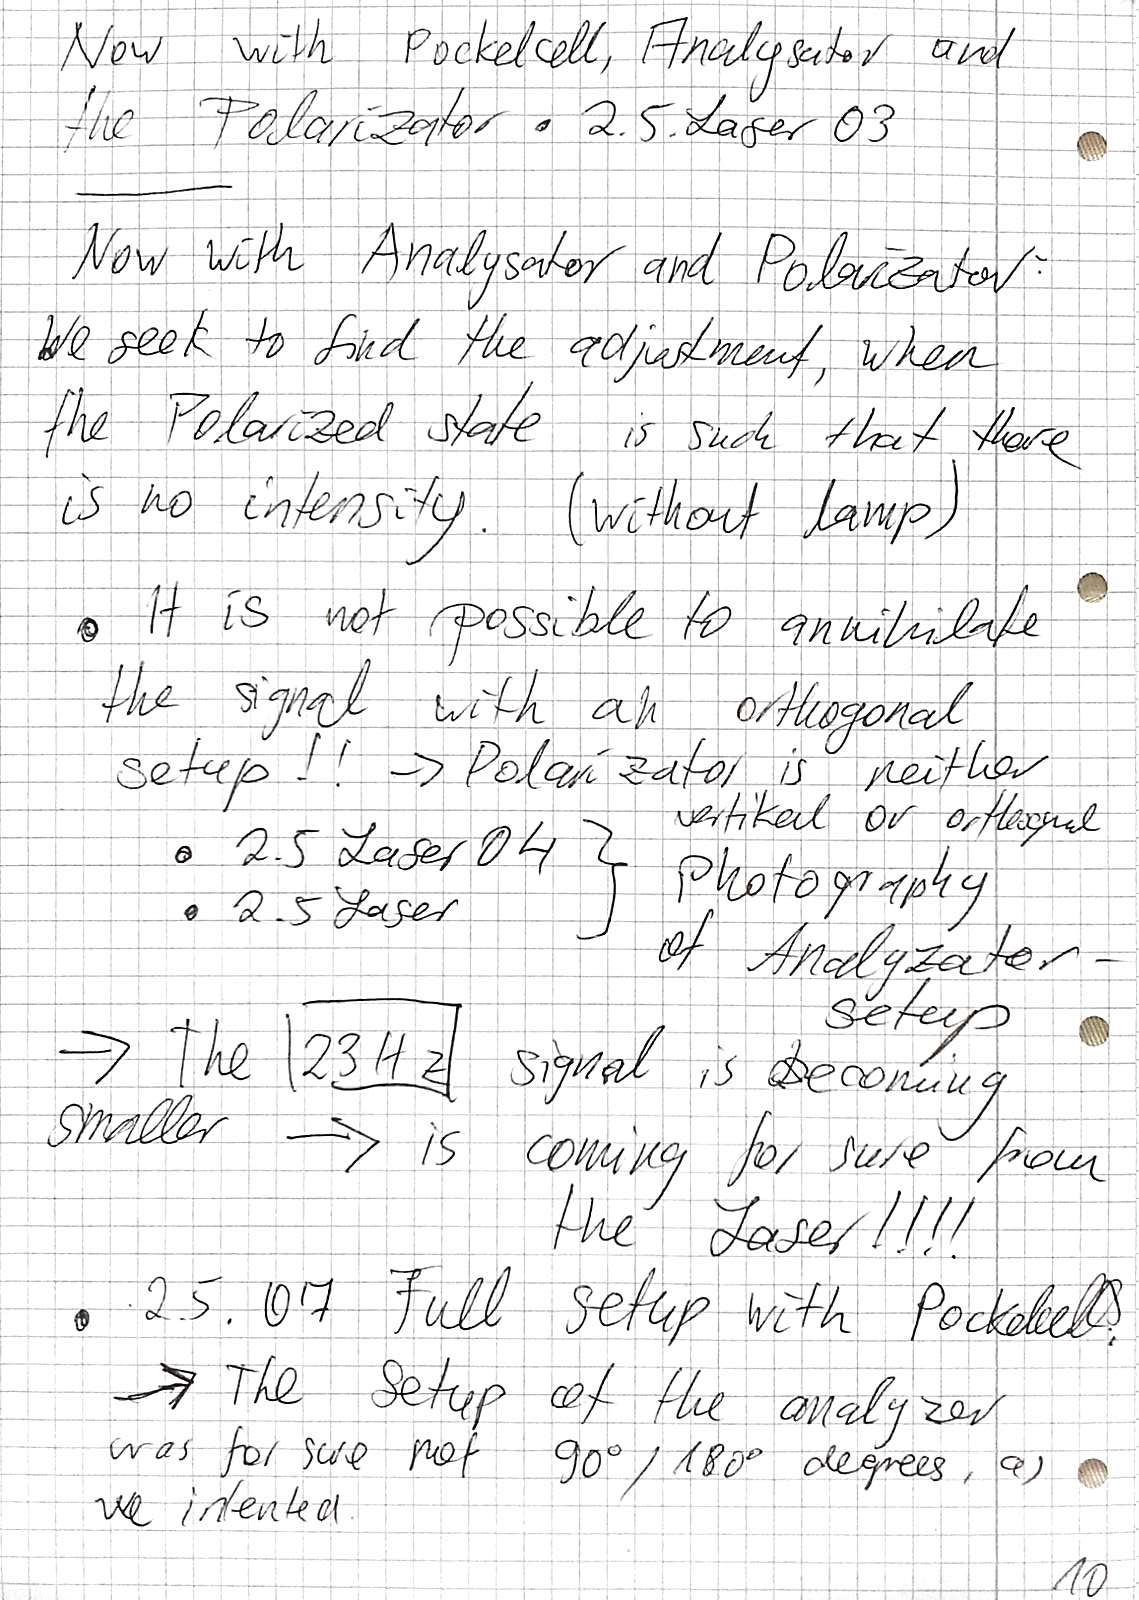 Now with Pockelcell, Analysator and
the Polarizator • 2.5.Laser 03
Now with Analysator and Polarizator:
We seek to find the adjustment, when
the Polarized state is such that there
is no intensity. (without lamp)
• It is not possible to annihilate
the signal with an orthogonal
setup!! → Polarizator is neither
vertikal or orthogonal
• 2.5 Laser 04
• 2.5 Laser
} Photography
of Analyzator-
setup
→ The 23Hz signal is becoming
smaller → is coming for sure from
the Laser!!!!
• 2.5. 07 Full setup with
→ The Setup of the analyzer
was for sure not 90°/180° degrees, as
we intented.
10